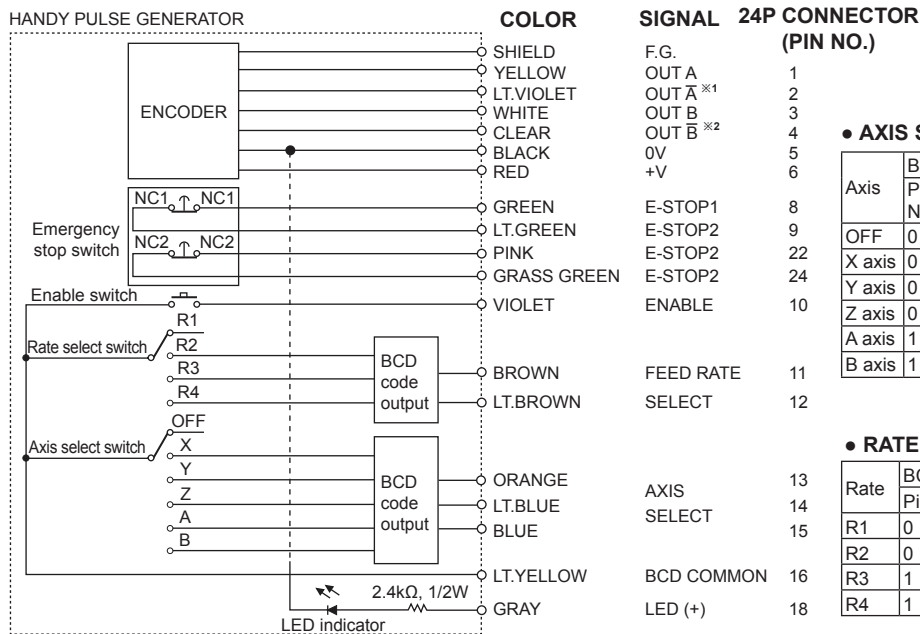 HANDY PULSE GENERATOR
COLOR SIGNAL 24P CONNECTOR
(PIN NO.)
SHIELD F.G.
YELLOW OUT A 1
LT.VIOLET OUT A̅ ※1 2
WHITE OUT B 3
CLEAR OUT B̅ ※2 4
BLACK 0V 5
RED +V 6
ENCODER
NC1 NC1
GREEN E-STOP1 8
Emergency
stop switch
LT.GREEN E-STOP2 9
NC2 NC2
PINK E-STOP2 22
GRASS GREEN E-STOP2 24
Enable switch
VIOLET ENABLE 10
Rate select switch
R1
R2
R3
R4
BCD
code
output
BROWN FEED RATE 11
LT.BROWN SELECT 12
Axis select switch
OFF
X
Y
Z
A
B
BCD
code
output
ORANGE 13
LT.BLUE 14
BLUE 15
AXIS
SELECT
LT.YELLOW BCD COMMON 16
2.4kΩ, 1/2W
GRAY LED (+) 18
LED indicator
● AXIS S
Axis
B
P
N
OFF 0
X axis 0
Y axis 0
Z axis 0
A axis 1
B axis 1
● RATE
Rate
BC
Pi
R1 0
R2 0
R3 1
R4 1